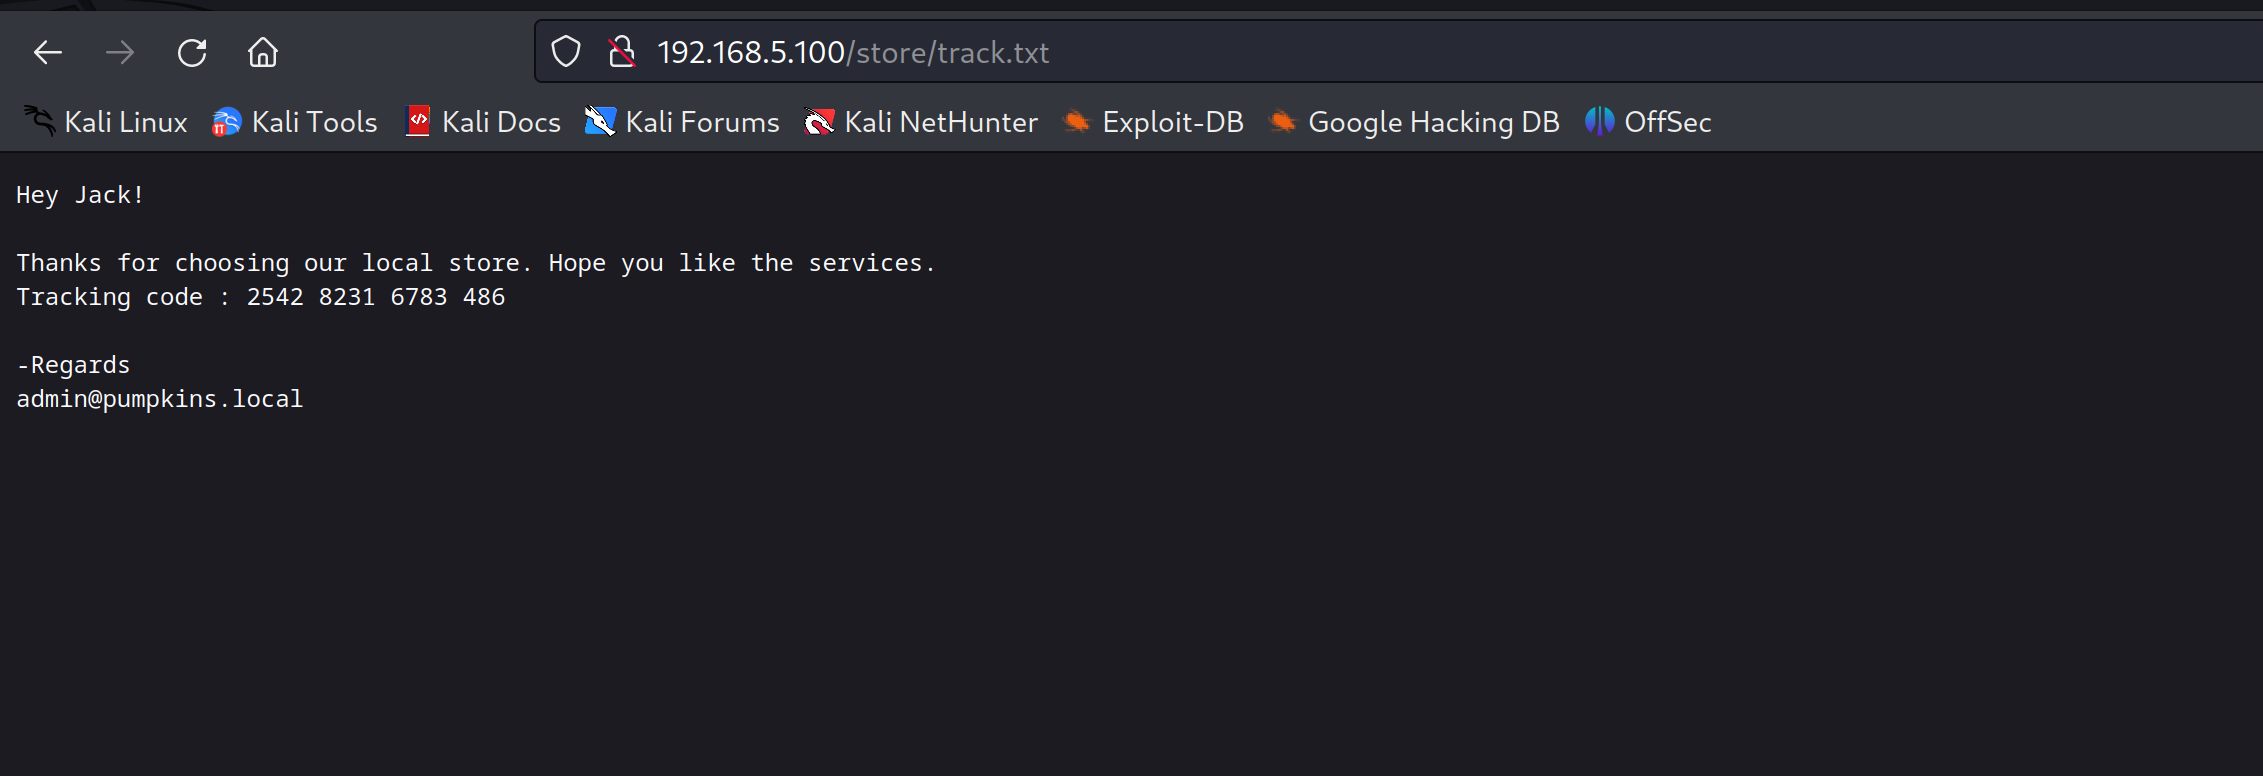 192.168.5.100/store/track.txt
Kali Linux Kali Tools Kali Docs Kali Forums Kali NetHunter Exploit-DB Google Hacking DB OffSec
Hey Jack!
Thanks for choosing our local store. Hope you like the services.
Tracking code : 2542 8231 6783 486
-Regards
admin@pumpkins.local